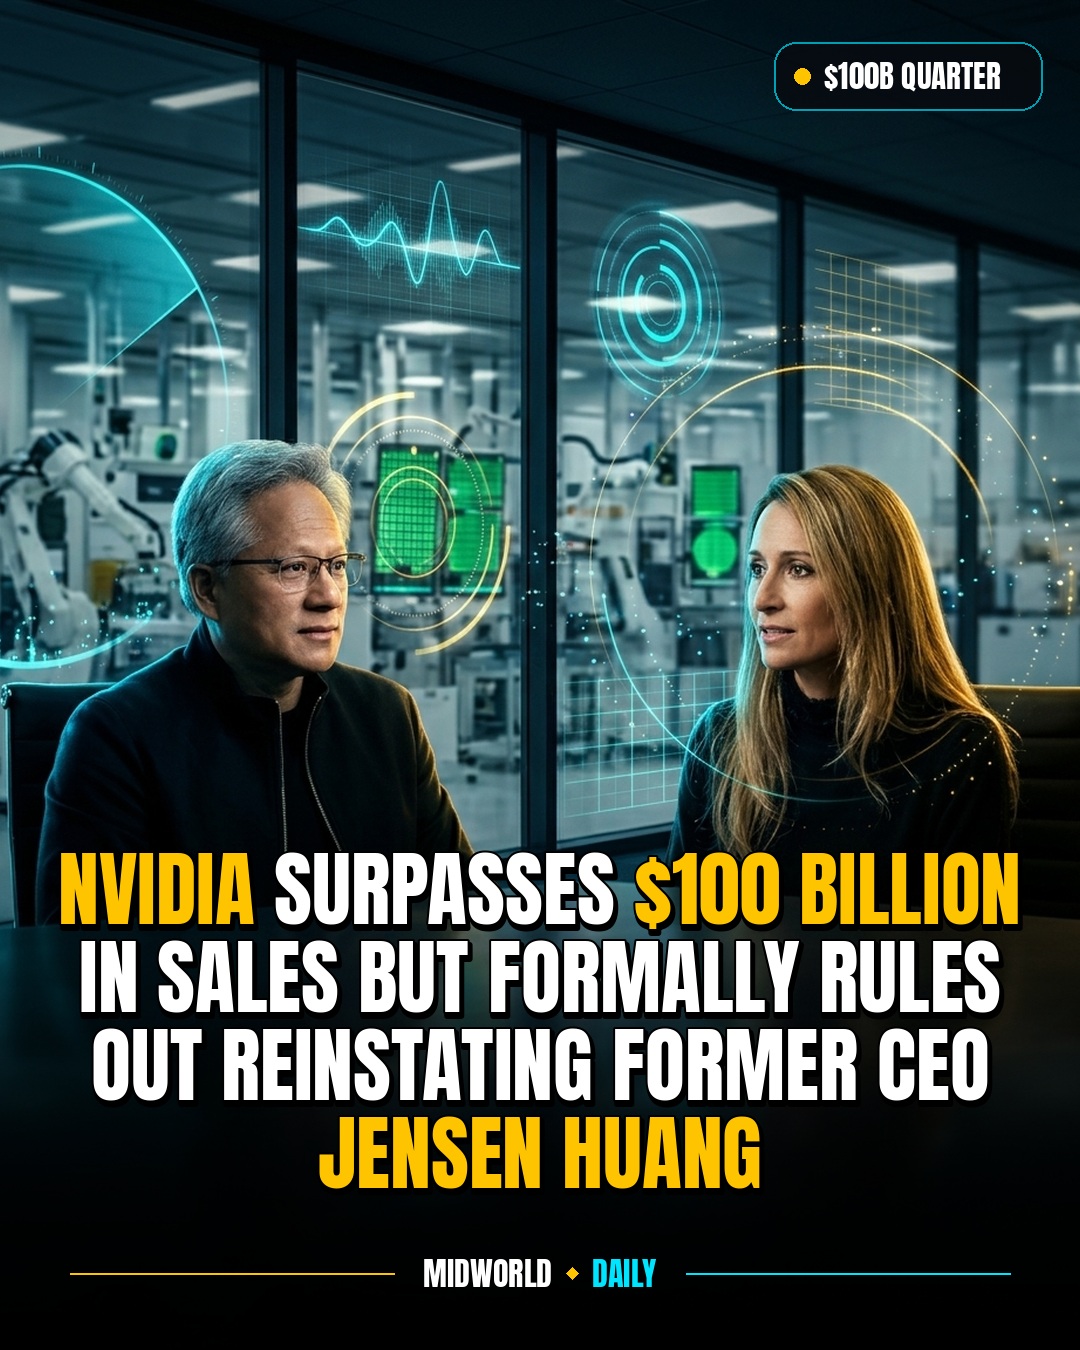 $100B QUARTER
NVIDIA SURPASSES $100 BILLION
IN SALES BUT FORMALLY RULES
OUT REINSTATING FORMER CEO
JENSEN HUANG
MIDWORLD DAILY